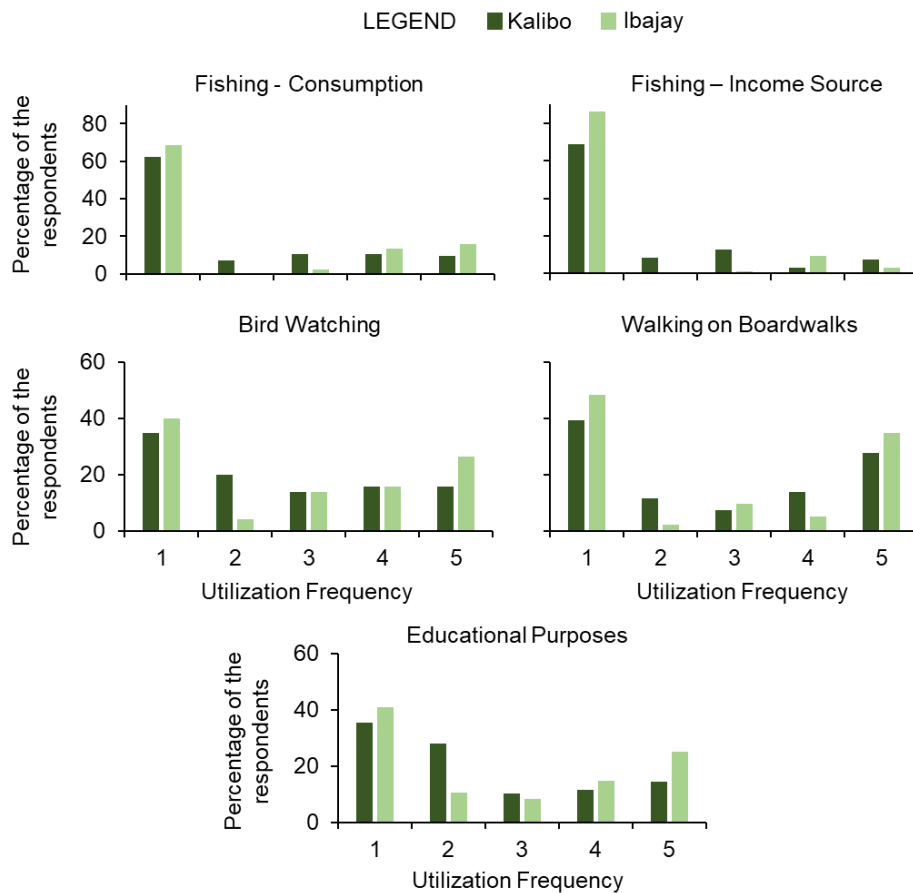 LEGEND Kalibo Ibajay
Fishing - Consumption
Fishing – Income Source
Percentage of the
respondents
80
60
40
20
0
Bird Watching
Walking on Boardwalks
Percentage of the
respondents
60
40
20
0
1 2 3 4 5
1 2 3 4 5
Utilization Frequency
Utilization Frequency
Educational Purposes
Percentage of the
respondents
60
40
20
0
1 2 3 4 5
Utilization Frequency